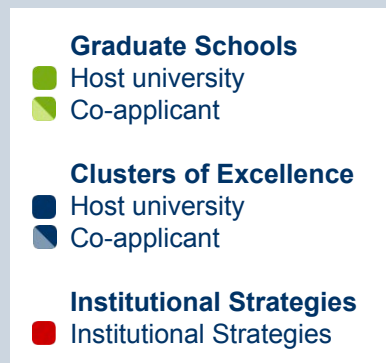 Graduate Schools
Host university
Co-applicant
Clusters of Excellence
Host university
Co-applicant
Institutional Strategies
Institutional Strategies